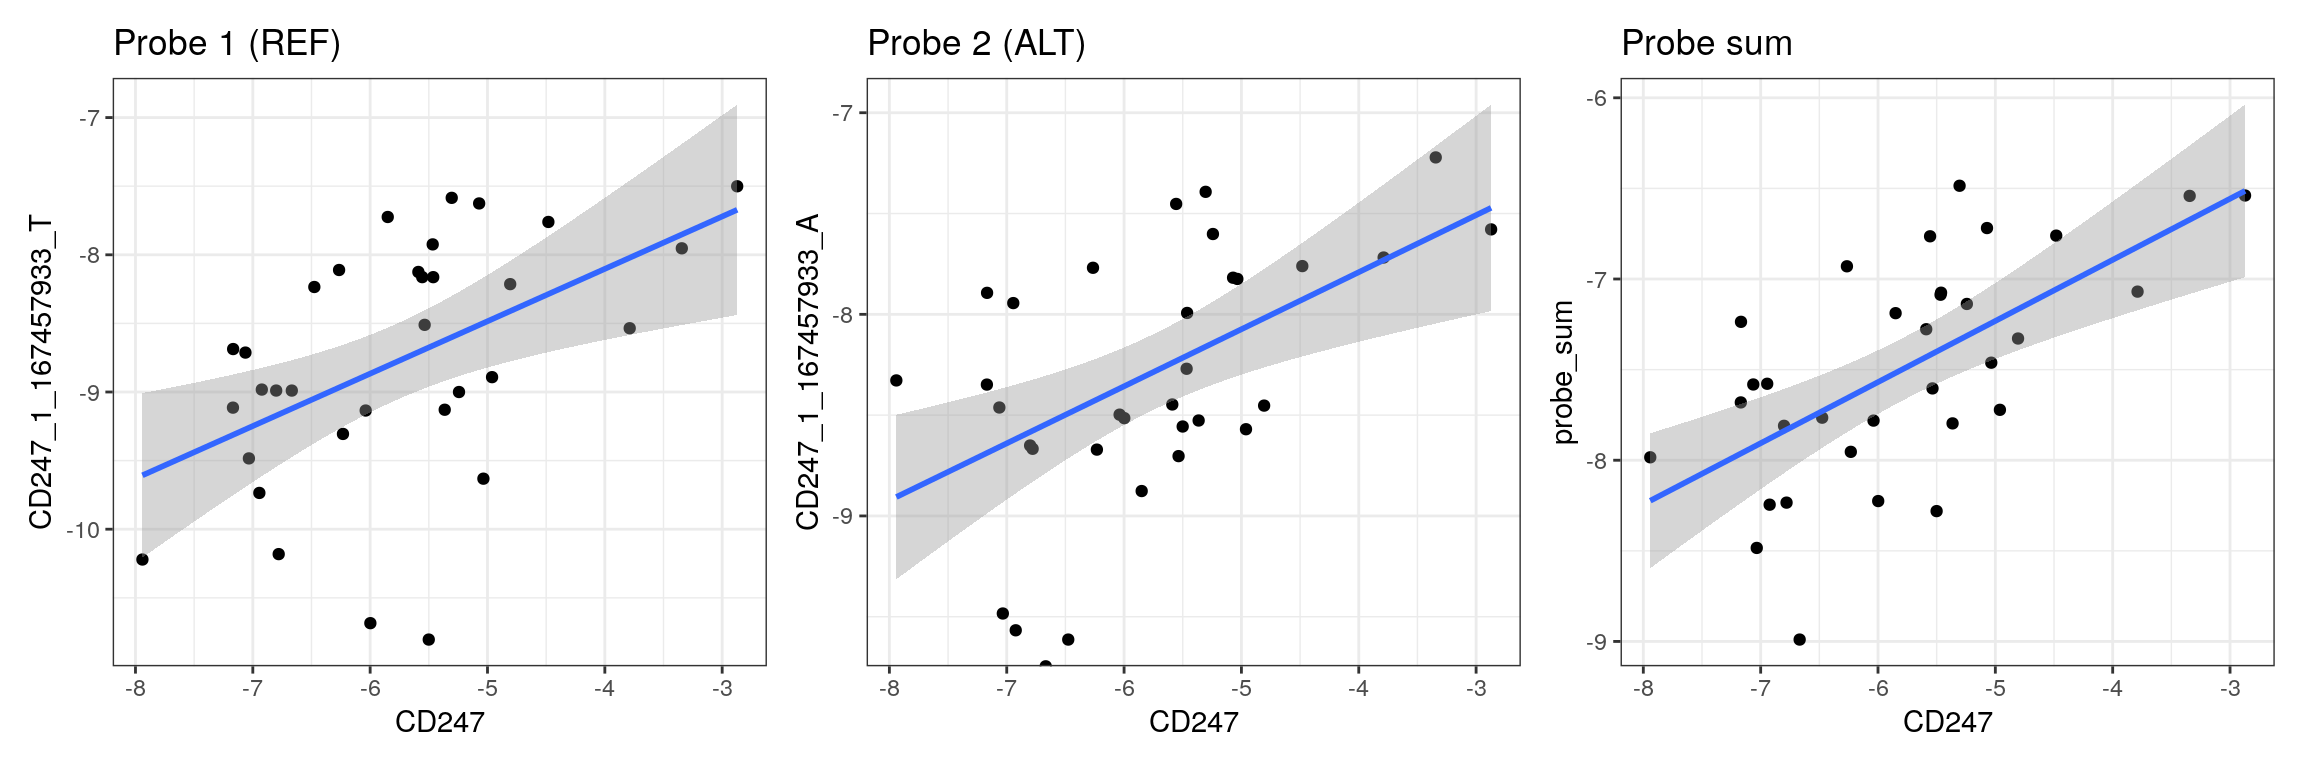 Probe 1 (REF)
CD247_1_167457933_T
-7
-8
-9
-10
-8 -7 -6 -5 -4 -3
CD247
Probe 2 (ALT)
CD247_1_167457933_A
-7
-8
-9
-8 -7 -6 -5 -4 -3
CD247
Probe sum
probe_sum
-6
-7
-8
-9
-8 -7 -6 -5 -4 -3
CD247